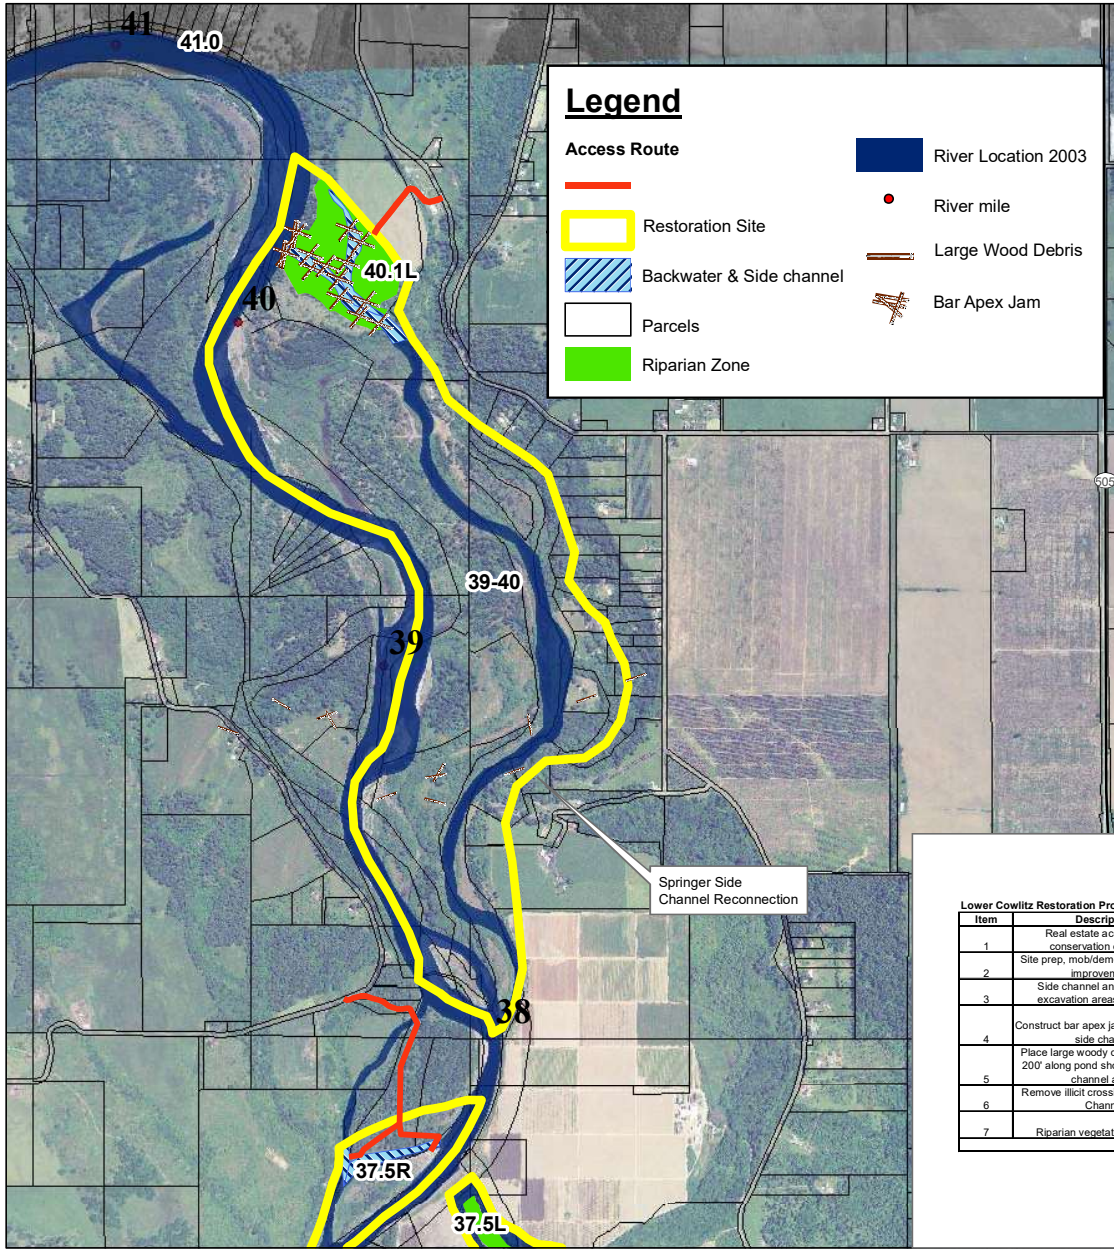 41
41.0
Legend
Access Route
River Location 2003
River mile
Restoration Site
Large Wood Debris
Backwater & Side channel
Bar Apex Jam
Parcels
Riparian Zone
40.1L
40
505
39-40
39
Springer Side
Channel Reconnection
38
37.5R
37.5L
Lower Cowlitz Restoration Pro
Item Descrip
Real estate ac
1 conservation
Site prep, mob/dem
2 improvem
Side channel an
3 excavation area
Construct bar apex ja
4 side cha
Place large woody
200' along pond sho
5 channel
Remove illicit cross
6 Chann
7 Riparian vegetat